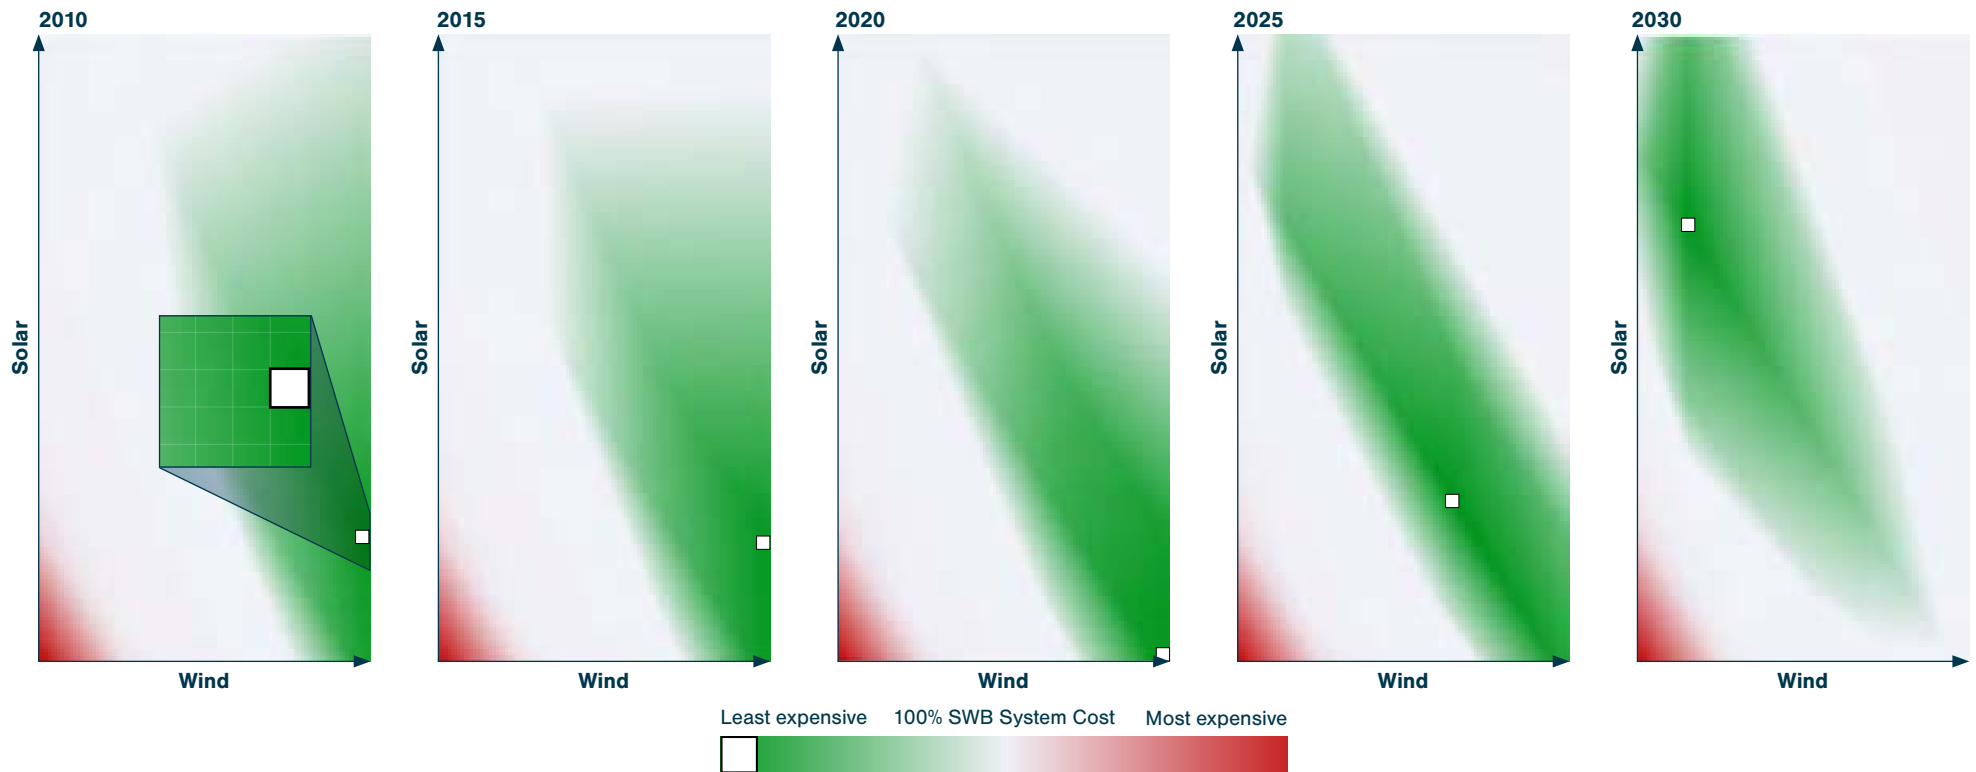 2010
2015
2020
2025
2030
Solar
Solar
Solar
Solar
Solar
Wind
Wind
Wind
Wind
Wind
Least expensive 100% SWB System Cost Most expensive